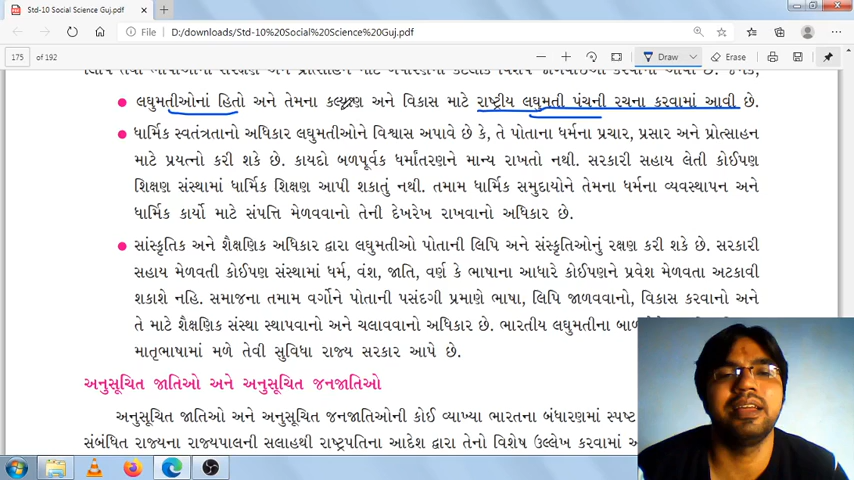 Std-10 Social Science Guj.pdf
File D:/downloads/Std-10%20Social%20Science%20Guj.pdf
175 of 192 Draw Erase
લઘુમતીઓનાં હિતો અને તેમના કલ્યાણ અને વિકાસ માટે રાષ્ટ્રીય લઘુમતી પંચની રચના કરવામાં આવી છે.
ધાર્મિક સ્વતંત્રતાનો અધિકાર લઘુમતીઓને વિશ્વાસ અપાવે છે કે, તે પોતાના ધર્મના પ્રચાર, પ્રસાર અને પ્રોત્સાહન
માટે પ્રયત્નો કરી શકે છે. કાયદો બળપૂર્વક ધર્માંતરણને માન્ય રાખતો નથી. સરકારી સહાય લેતી કોઈપણ
શિક્ષણ સંસ્થામાં ધાર્મિક શિક્ષણ આપી શકાતું નથી. તમામ ધાર્મિક સમુદાયોને તેમના ધર્મના વ્યવસ્થાપન અને
ધાર્મિક કાર્યો માટે સંપત્તિ મેળવવાનો તેની દેખરેખ રાખવાનો અધિકાર છે.
સાંસ્કૃતિક અને શૈક્ષણિક અધિકાર દ્વારા લઘુમતીઓ પોતાની લિપિ અને સંસ્કૃતિઓનું રક્ષણ કરી શકે છે. સરકારી
સહાય મેળવતી કોઈપણ સંસ્થામાં ધર્મ, વંશ, જાતિ, વર્ણ કે ભાષાના આધારે કોઈપણને પ્રવેશ મેળવતા અટકાવી
શકાશે નહિ. સમાજના તમામ વર્ગોને પોતાની પસંદગી પ્રમાણે ભાષા, લિપિ જાળવવાનો, વિકાસ કરવાનો અને
તે માટે શૈક્ષણિક સંસ્થા સ્થાપવાનો અને ચલાવવાનો અધિકાર છે. ભારતીય લઘુમતીના
માતૃભાષામાં મળે તેવી સુવિધા રાજ્ય સરકાર આપે છે.
અનુસૂચિત જાતિઓ અને અનુસૂચિત જનજાતિઓ
અનુસૂચિત જાતિઓ અને અનુસૂચિત જનજાતિઓની કોઈ વ્યાખ્યા ભારતના બંધારણમાં સ્પષ્ટ
સંબંધિત રાજ્યના રાજ્યપાલની સલાહથી રાષ્ટ્રપતિના આદેશ દ્વારા તેનો વિશેષ ઉલ્લેખ કરવામાં